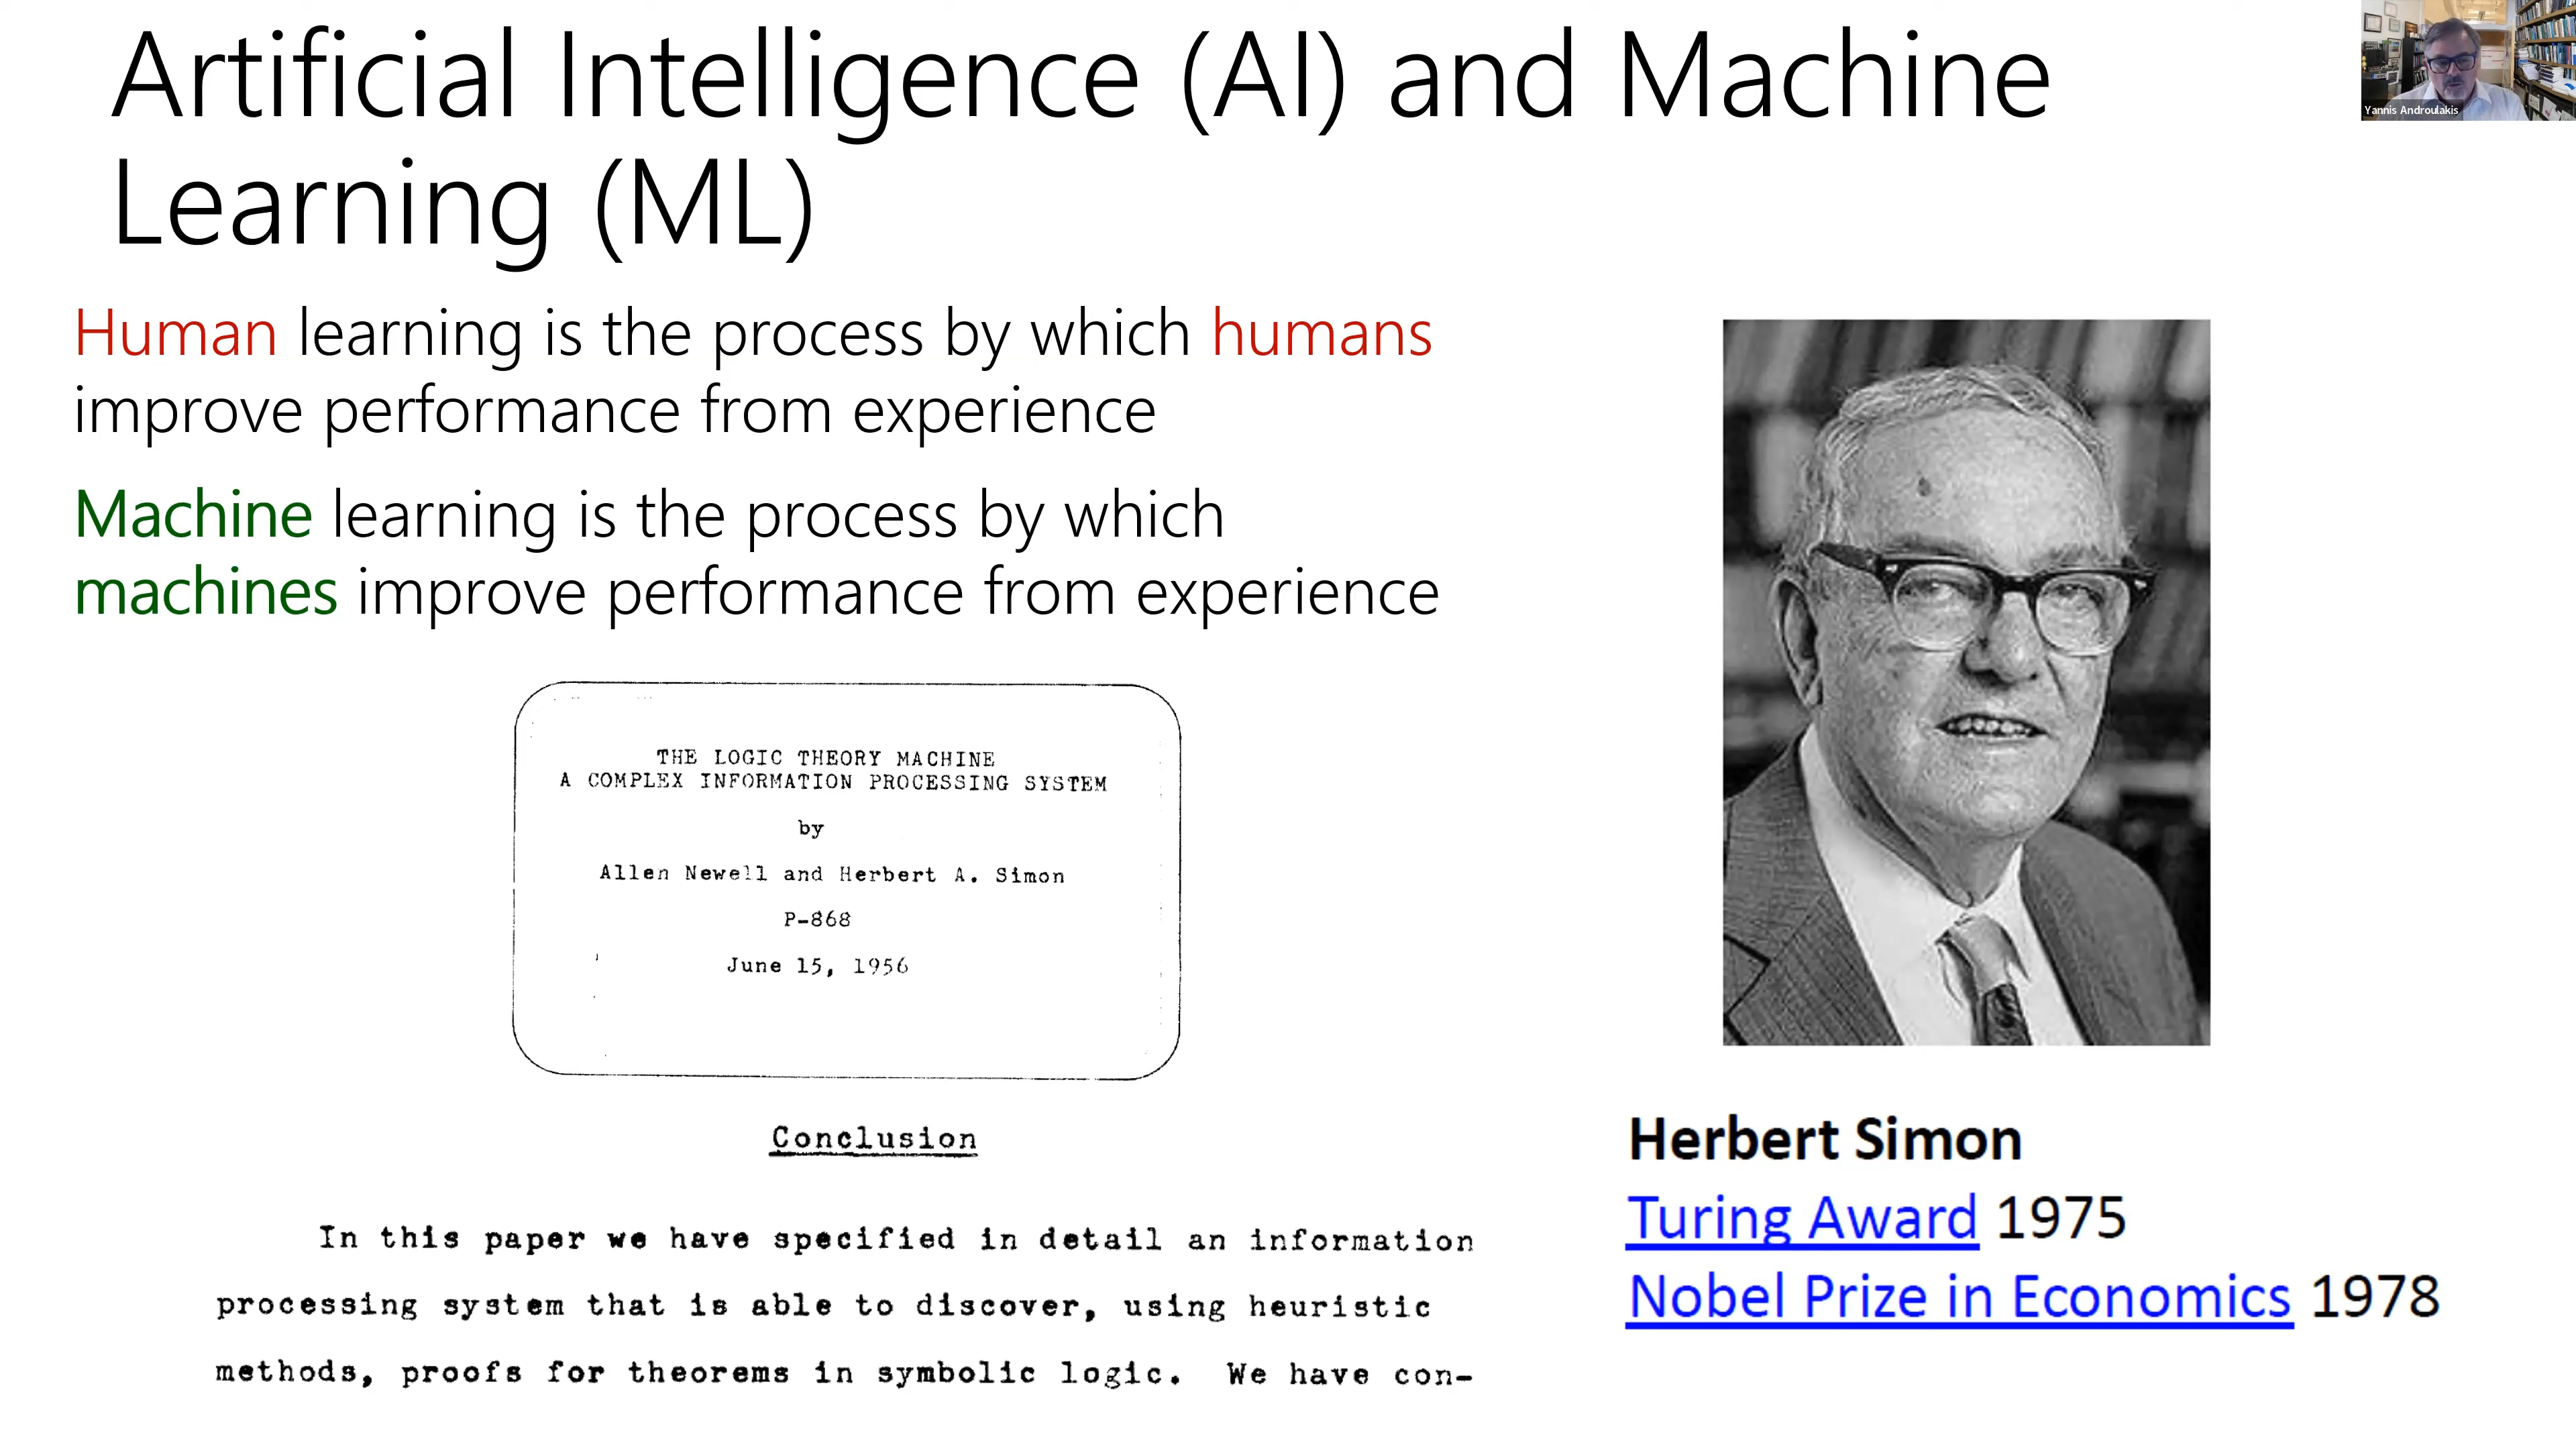 Artificial Intelligence (AI) and Machine
Learning (ML)
Yannis Androulakis
Human learning is the process by which humans
improve performance from experience
Machine learning is the process by which
machines improve performance from experience
THE LOGIC THEORY MACHINE
A COMPLEX INFORMATION PROCESSING SYSTEM
by
Allen Newell and Herbert A. Simon
P-868
June 15, 1956
Conclusion
In this paper we have specified in detail an information
processing system that is able to discover, using heuristic
methods, proofs for theorems in symbolic logic. We have con-
Herbert Simon
Turing Award 1975
Nobel Prize in Economics 1978